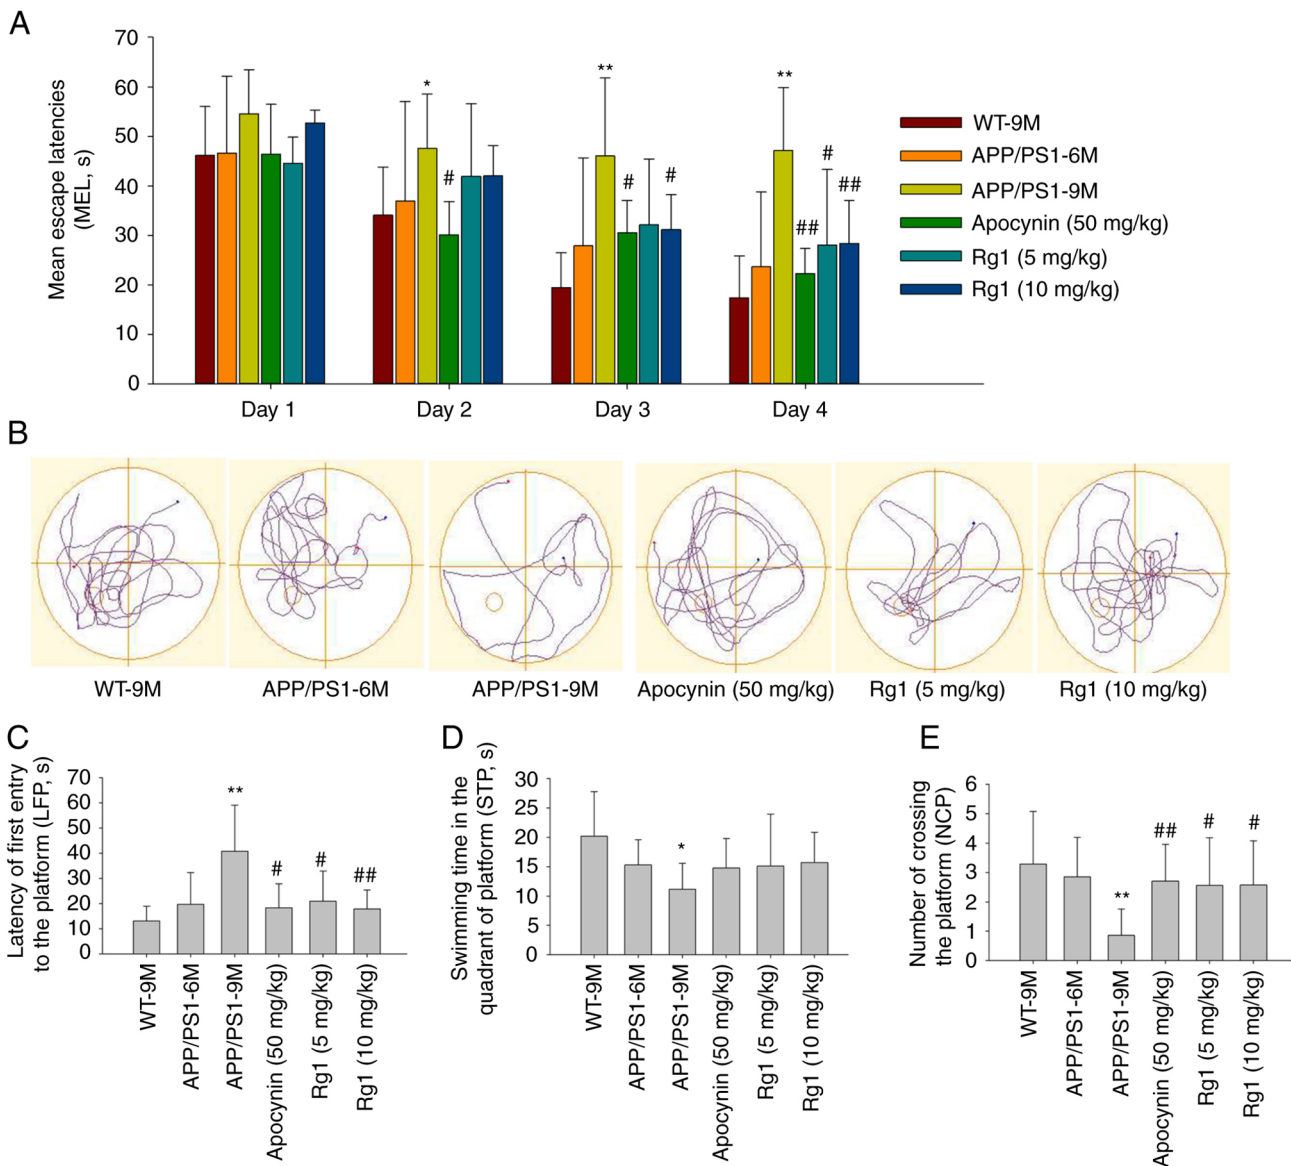 A
Mean escape latencies
(MEL, s)
70
60
50
40
30
20
10
0
*
#
**
#
#
**
##
#
##
Day 1
Day 2
Day 3
Day 4
WT-9M
APP/PS1-6M
APP/PS1-9M
Apocynin (50 mg/kg)
Rg1 (5 mg/kg)
Rg1 (10 mg/kg)
B
WT-9M
APP/PS1-6M
APP/PS1-9M
Apocynin (50 mg/kg)
Rg1 (5 mg/kg)
Rg1 (10 mg/kg)
C
Latency of first entry
to the platform (LFP, s)
70
60
50
40
30
20
10
0
**
#
#
##
WT-9M
APP/PS1-6M
APP/PS1-9M
Apocynin (50 mg/kg)
Rg1 (5 mg/kg)
Rg1 (10 mg/kg)
D
Swimming time in the
quadrant of platform (STP, s)
30
25
20
15
10
5
0
*
WT-9M
APP/PS1-6M
APP/PS1-9M
Apocynin (50 mg/kg)
Rg1 (5 mg/kg)
Rg1 (10 mg/kg)
E
Number of crossing
the platform (NCP)
6
5
4
3
2
1
0
**
##
#
#
WT-9M
APP/PS1-6M
APP/PS1-9M
Apocynin (50 mg/kg)
Rg1 (5 mg/kg)
Rg1 (10 mg/kg)